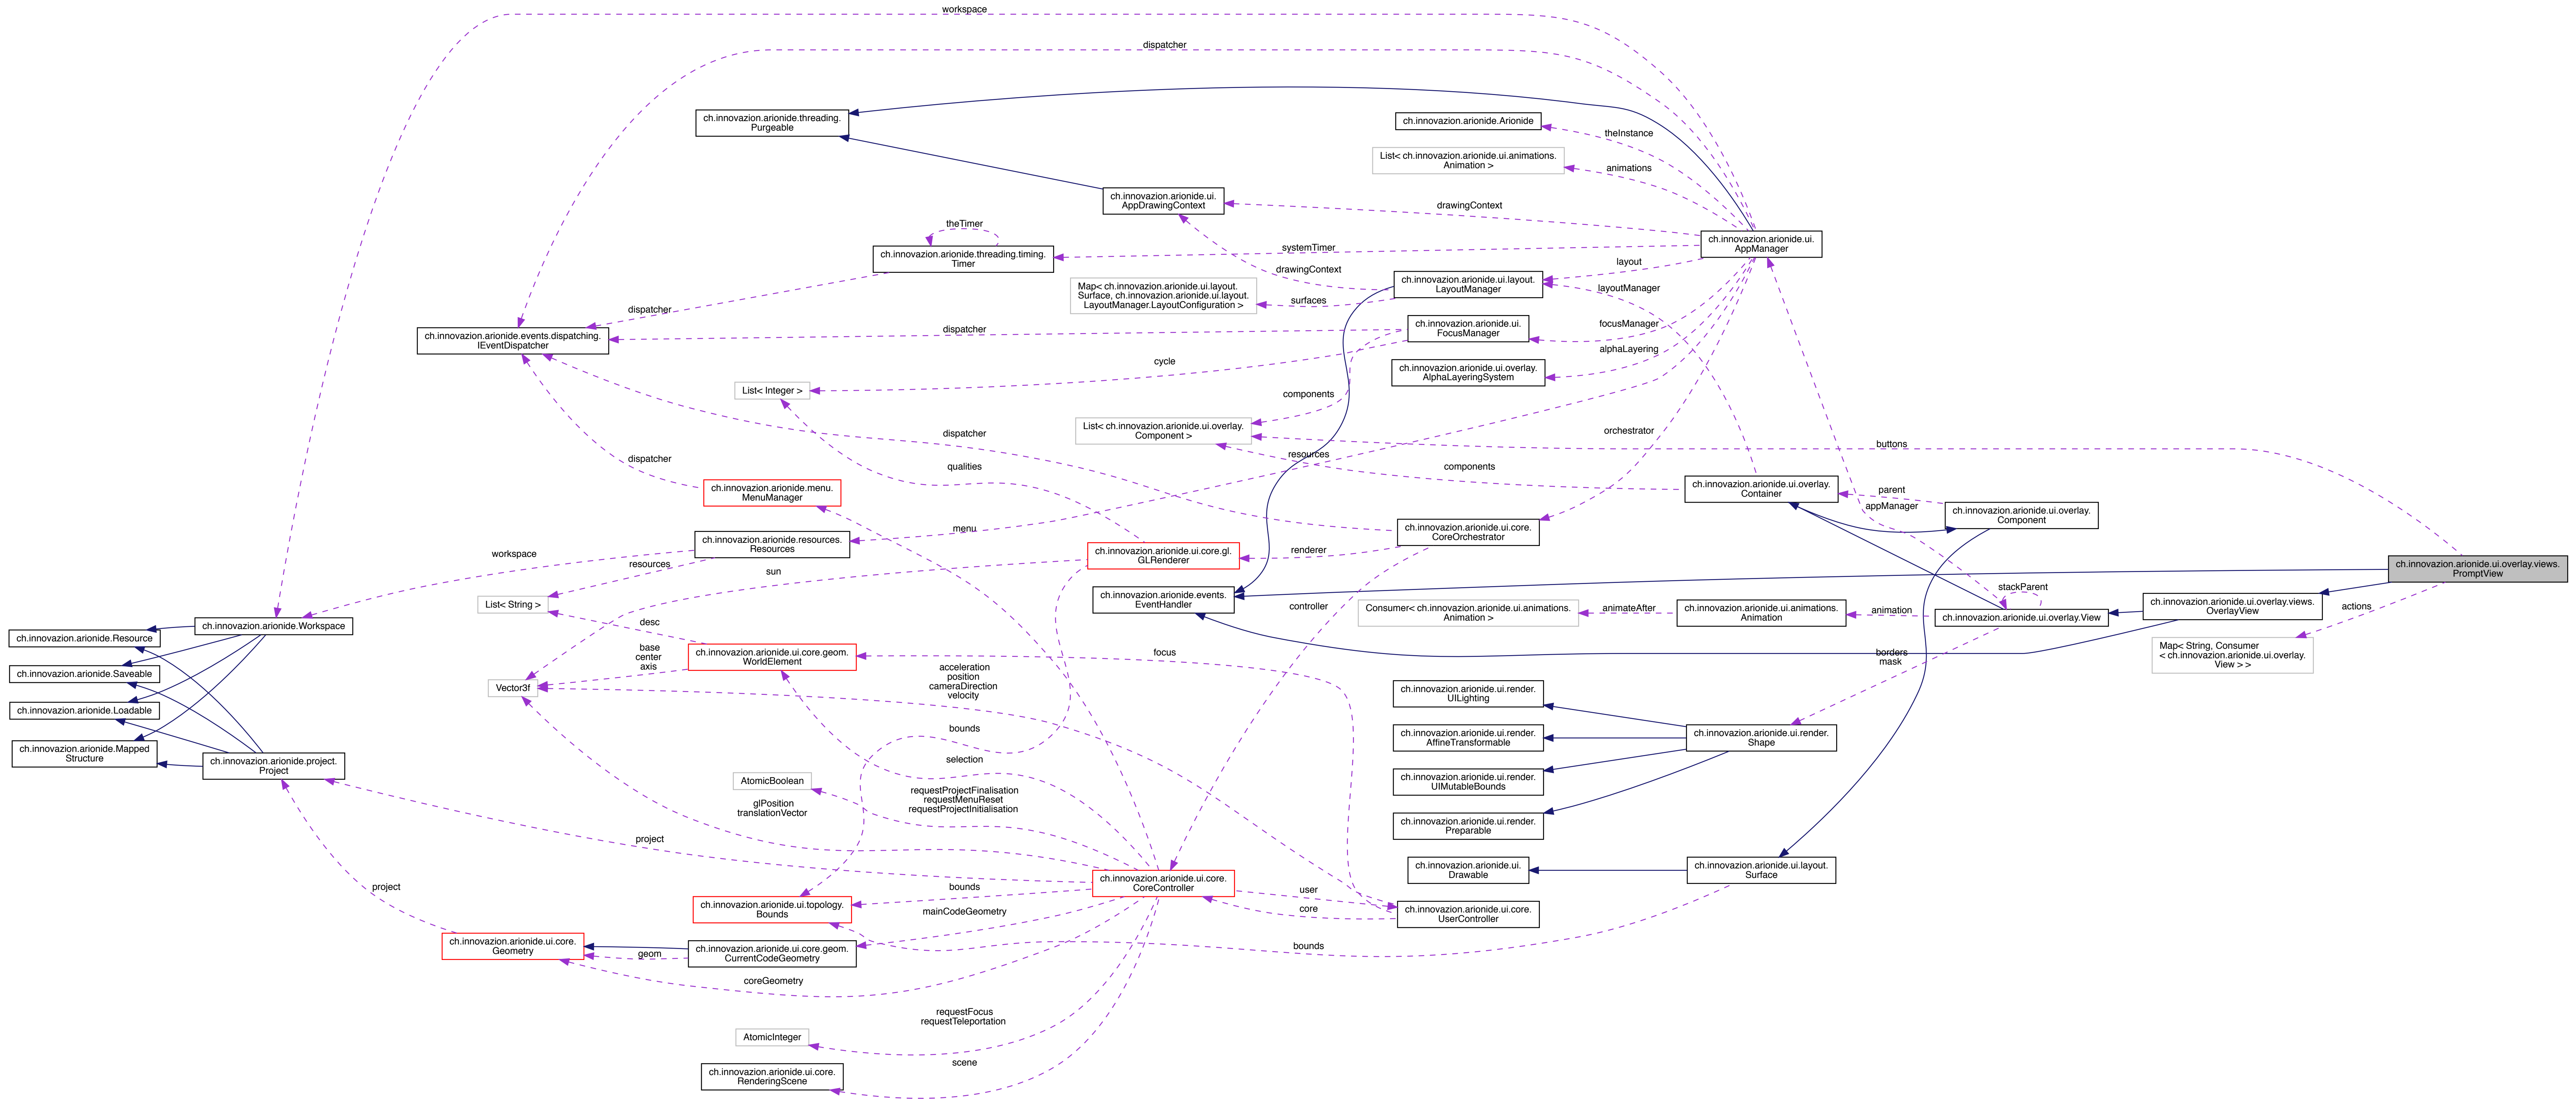 workspace
dispatcher
ch.innovazion.arionide.threading.
Purgeable
ch.innovazion.arionide.Arionide
theInstance
List< ch.innovazion.arionide.ui.animations.
Animation >
animations
ch.innovazion.arionide.ui.
AppDrawingContext
drawingContext
theTimer
ch.innovazion.arionide.threading.timing.
Timer
systemTimer
ch.innovazion.arionide.ui.
AppManager
drawingContext
layout
ch.innovazion.arionide.ui.layout.
LayoutManager
layoutManager
Map< ch.innovazion.arionide.ui.layout.
Surface, ch.innovazion.arionide.ui.layout.
LayoutManager.LayoutConfiguration >
surfaces
dispatcher
ch.innovazion.arionide.events.dispatching.
IEventDispatcher
dispatcher
ch.innovazion.arionide.ui.
FocusManager
focusManager
cycle
alphaLayering
ch.innovazion.arionide.ui.overlay.
AlphaLayeringSystem
List< Integer >
components
List< ch.innovazion.arionide.ui.overlay.
Component >
dispatcher
orchestrator
buttons
dispatcher
qualities
resources
components
ch.innovazion.arionide.menu.
MenuManager
ch.innovazion.arionide.ui.overlay.
Container
parent
appManager
ch.innovazion.arionide.ui.overlay.
Component
menu
ch.innovazion.arionide.ui.core.
CoreOrchestrator
ch.innovazion.arionide.resources.
Resources
workspace
resources
sun
ch.innovazion.arionide.ui.core.gl.
GLRenderer
renderer
ch.innovazion.arionide.ui.overlay.views.
PromptView
stackParent
ch.innovazion.arionide.events.
EventHandler
controller
List< String >
Consumer< ch.innovazion.arionide.ui.animations.
Animation >
animateAfter
ch.innovazion.arionide.ui.animations.
Animation
animation
ch.innovazion.arionide.ui.overlay.View
ch.innovazion.arionide.ui.overlay.views.
OverlayView
actions
desc
ch.innovazion.arionide.Workspace
ch.innovazion.arionide.Resource
base
center
axis
ch.innovazion.arionide.ui.core.geom.
WorldElement
focus
borders
mask
Map< String, Consumer
< ch.innovazion.arionide.ui.overlay.
View > >
ch.innovazion.arionide.Saveable
Vector3f
acceleration
position
cameraDirection
velocity
ch.innovazion.arionide.ui.render.
UILighting
ch.innovazion.arionide.Loadable
bounds
ch.innovazion.arionide.ui.render.
AffineTransformable
ch.innovazion.arionide.ui.render.
Shape
ch.innovazion.arionide.Mapped
Structure
ch.innovazion.arionide.project.
Project
selection
AtomicBoolean
ch.innovazion.arionide.ui.render.
UIMutableBounds
glPosition
translationVector
requestProjectFinalisation
requestMenuReset
requestProjectInitialisation
ch.innovazion.arionide.ui.render.
Preparable
project
ch.innovazion.arionide.ui.
Drawable
ch.innovazion.arionide.ui.layout.
Surface
project
bounds
ch.innovazion.arionide.ui.core.
CoreController
user
core
ch.innovazion.arionide.ui.topology.
Bounds
mainCodeGeometry
ch.innovazion.arionide.ui.core.
UserController
ch.innovazion.arionide.ui.core.
Geometry
geom
ch.innovazion.arionide.ui.core.geom.
CurrentCodeGeometry
bounds
coreGeometry
requestFocus
requestTeleportation
AtomicInteger
scene
ch.innovazion.arionide.ui.core.
RenderingScene